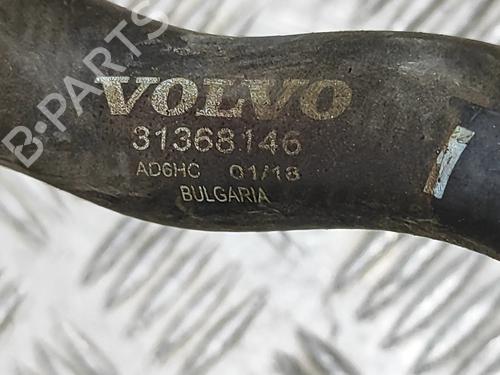 B-PARTS
VOLVO
31368146
AD6HC 01/18
BULGARIA